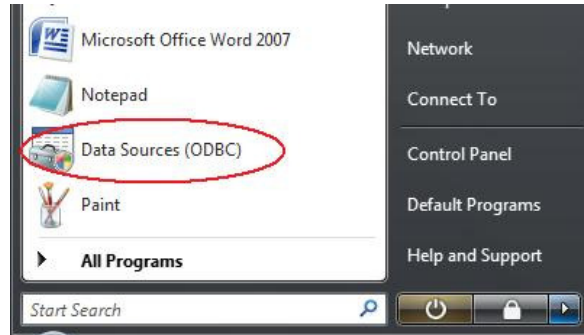 Microsoft Office Word 2007
Notepad
Data Sources (ODBC)
Paint
All Programs
Start Search
Network
Connect To
Control Panel
Default Programs
Help and Support